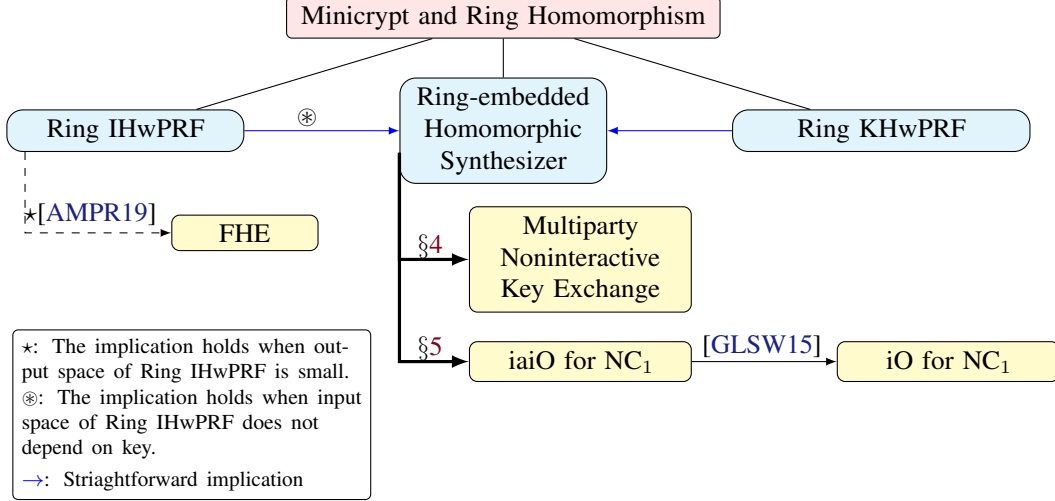 Minicrypt and Ring Homomorphism
Ring IHwPRF
⊛
Ring-embedded
Homomorphic
Synthesizer
Ring KHwPRF
⋆[AMPR19]
FHE
§4
Multiparty
Noninteractive
Key Exchange
§5
iaiO for NC₁
[GLSW15]
iO for NC₁
⋆: The implication holds when out-
put space of Ring IHwPRF is small.
⊛: The implication holds when input
space of Ring IHwPRF does not
depend on key.
→: Striaghtforward implication